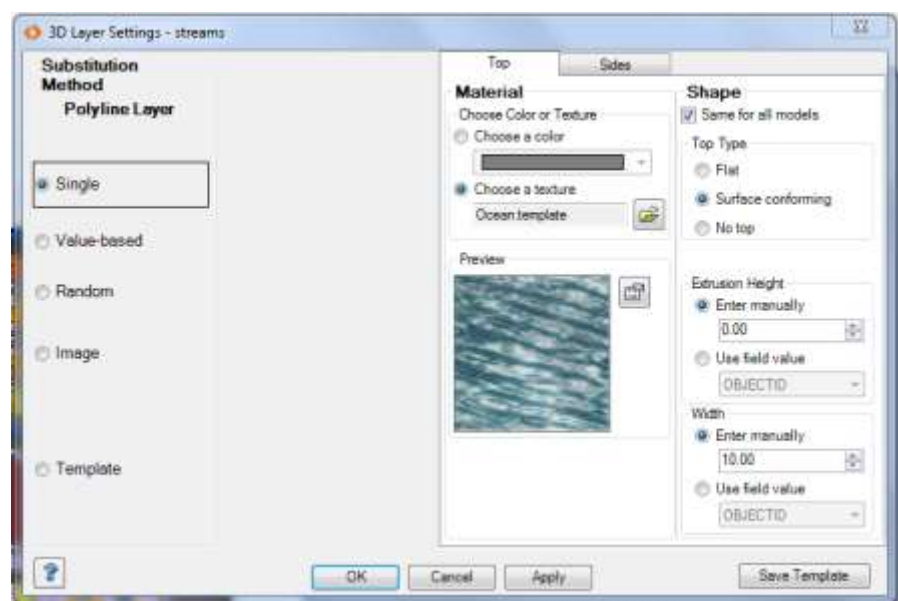 3D Layer Settings - streams
Substitution
Method
Polyline Layer
Single
Value-based
Random
Image
Template
Top
Sides
Material
Choose Color or Texture
Choose a color
Choose a texture
Ocean.template
Preview
Shape
Same for all models
Top Type
Flat
Surface conforming
No top
Extrusion Height
Enter manually
0.00
Use field value
OBJECTID
Width
Enter manually
10.00
Use field value
OBJECTID
?
OK
Cancel
Apply
Save Template